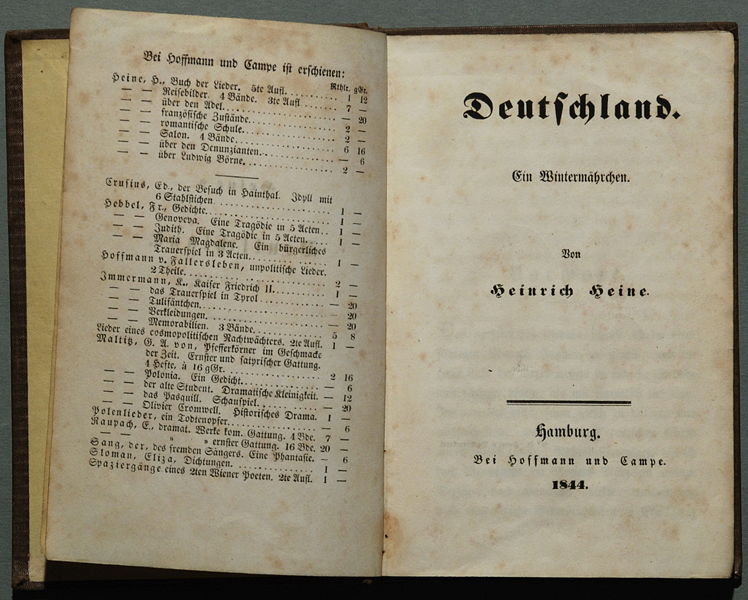 Bei Hoffmann und Campe ist erschienen:
Rthlr. gGr.
Heine, H., Buch der Lieder. 5te Aufl. . . . . . . . 1 12
— — Reisebilder. 4 Bände. 3te Aufl . . . . . . 7 —
— — über den Adel. . . . . . . . — 20
— — französische Zustände. . . . . . . . 2 —
— — romantische Schule. . . . . . . . 2 —
— — Salon. 4 Bände. . . . . . . . 6 16
— — über den Denunzianten. . . . . . . . — 6
— — über Ludwig Börne. . . . . . . . 2 —
Crusius, Ed., der Besuch in Hainthal. Idyll mit
6 Stahlstichen . . . . . . . . 1 —
Hebbel, Fr., Gedichte. . . . . . . . 1 —
— — Genoveva. Eine Tragödie in 5 Acten. . . 1 —
— — Judith. Eine Tragödie in 5 Acten. . . . . 1 —
— — Maria Magdalene. Ein bürgerliches
Trauerspiel in 3 Acten. . . . . . . . 1 —
Hoffmann v. Fallersleben, unpolitische Lieder.
2 Theile. . . . . . . . 2 —
Immermann, K., Kaiser Friedrich II. . . . . . . . 1 —
— — das Trauerspiel in Tyrol . . . . . . . — 20
— — Tulifäntchen. . . . . . . . — 20
— — Verkleidungen. . . . . . . . — 20
— — Memorabilien. 3 Bände. . . . . . . . 5 8
Lieder eines cosmopolitischen Nachtwächters. 2te Aufl. 1 —
Maltitz, G. A. von, Pfefferkörner im Geschmacke
der Zeit. Ernster und satyrischer Gattung.
4 Hefte. à 16 gGr. . . . . . . . 2 16
— — Polonia. Ein Gedicht. . . . . . . . — 6
— — der alte Student. Dramatische Kleinigkeit. — 12
— — das Pasquill. Schauspiel. . . . . . . . — 20
— — Olivier Cromwell. Historisches Drama. 1 —
Polenlieder, ein Todtenopfer. . . . . . . . — 6
Raupach, E., dramat. Werke kom. Gattung. 4 Bde. 7 —
— — „ „ ernster Gattung. 16 Bde. 20 —
Sang, der, des fremden Sängers. Eine Phantasie. — 6
Sloman, Eliza, Dichtungen. . . . . . . . 1 —
Spaziergänge eines 2ten Wiener Poeten. 2te Aufl. 1 —
Deutschland.
Ein Wintermährchen.
Von
Heinrich Heine.
Hamburg.
Bei Hoffmann und Campe.
1844.